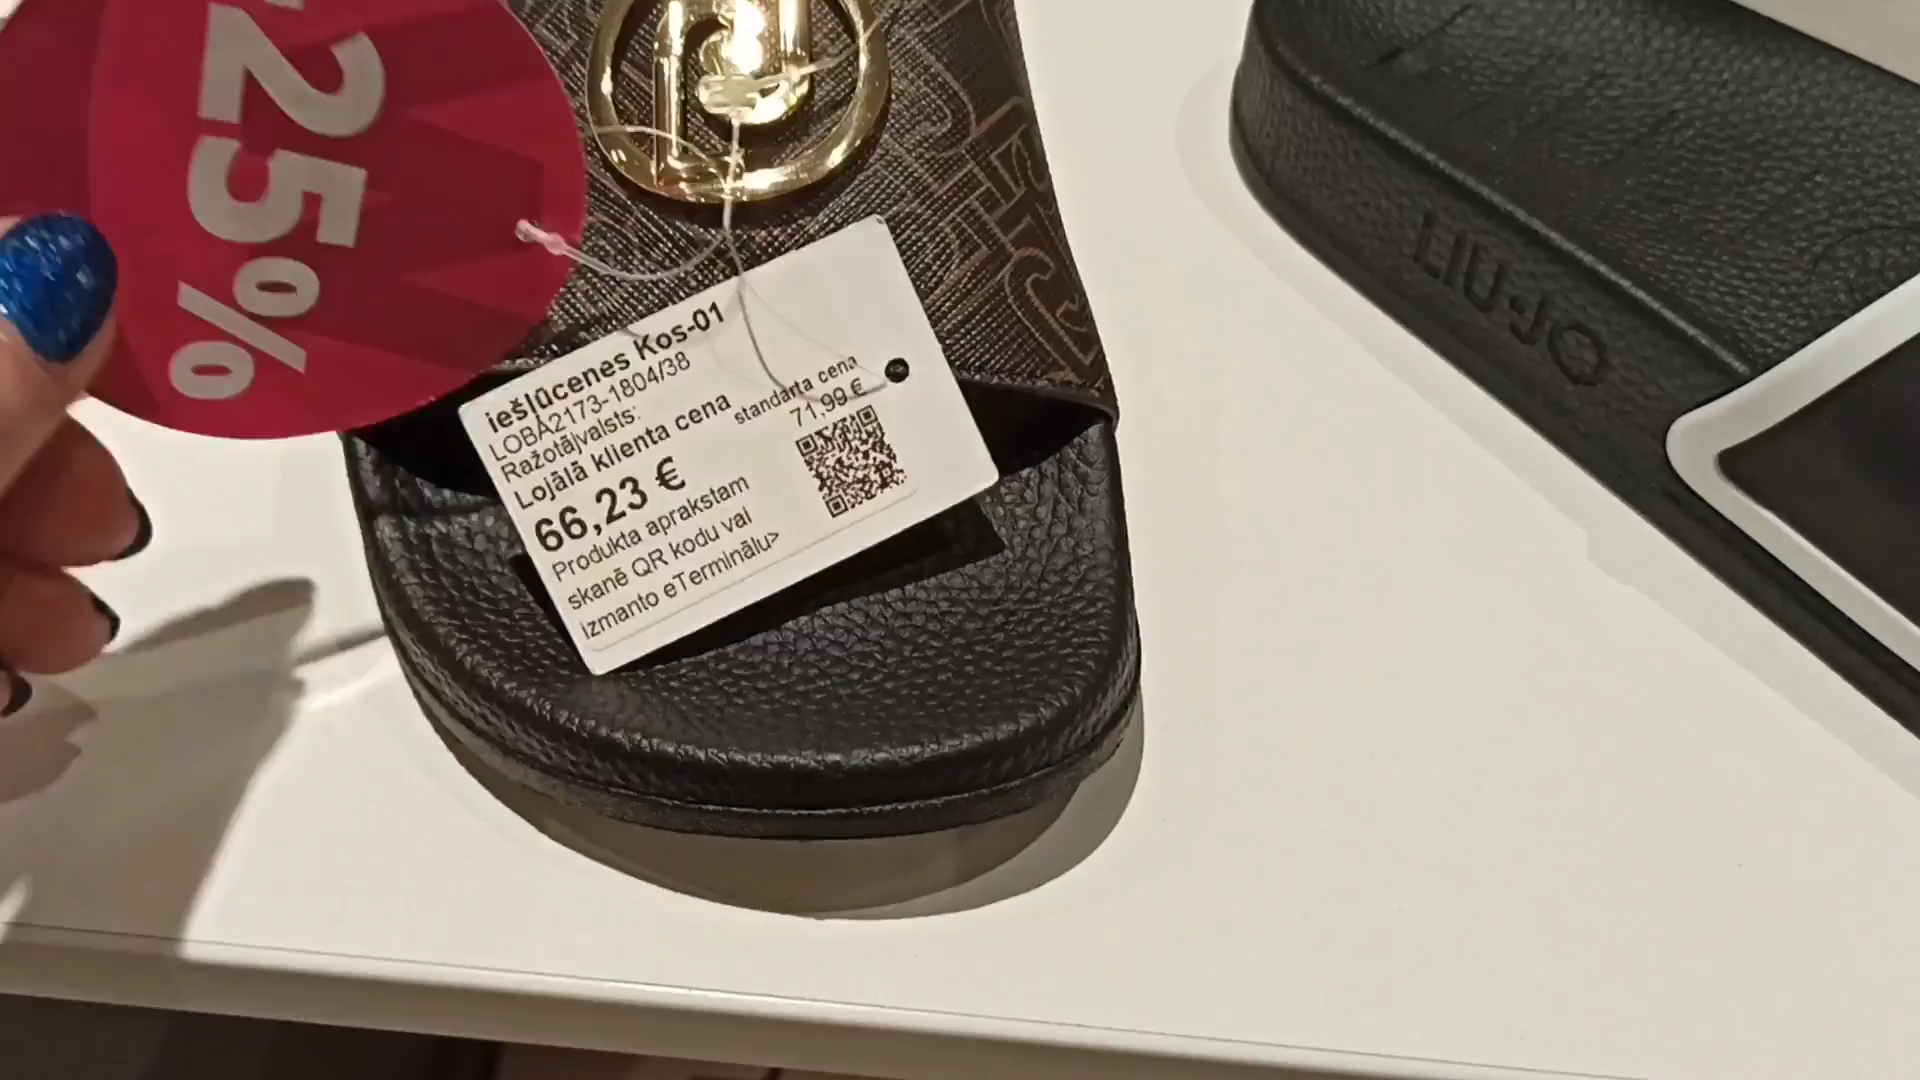 -25%
iešļūcenes Kos-01
LOBA2173-1804/38
Ražotājvalsts:
Lojālā klienta cena
standarta cena
66,23 €
71,99 €
Produkta aprakstam
skanē QR kodu vai
izmanto eTerminālu>
LIU·JO